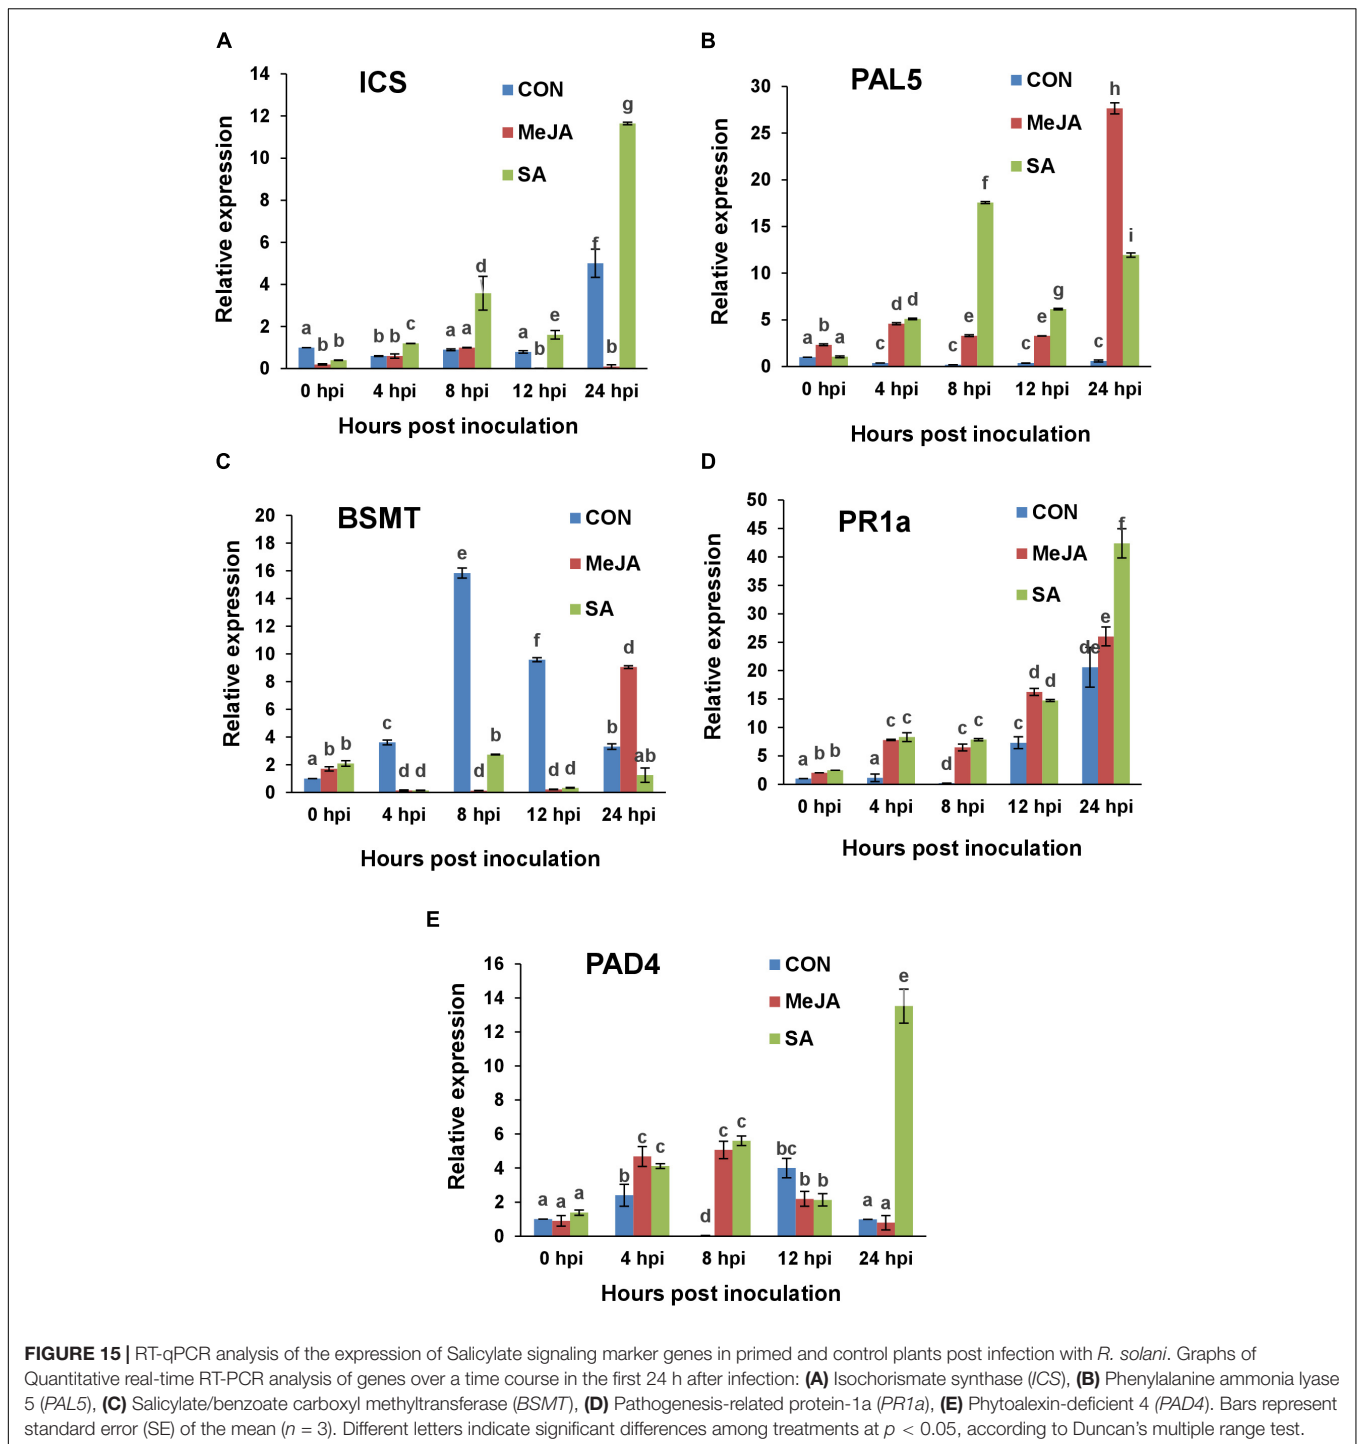 A
ICS
CON
MeJA
SA
Relative expression
14
12
10
8
6
4
2
0
a b b
b b c
a a d
a b e
f b g
0 hpi 4 hpi 8 hpi 12 hpi 24 hpi
Hours post inoculation
B
PAL5
CON
MeJA
SA
Relative expression
30
25
20
15
10
5
0
a b a
c d d
c e f
c e g
c h i
0 hpi 4 hpi 8 hpi 12 hpi 24 hpi
Hours post inoculation
C
BSMT
CON
MeJA
SA
Relative expression
20
18
16
14
12
10
8
6
4
2
0
a b b
c d d
e d b
f d d
b d ab
0 hpi 4 hpi 8 hpi 12 hpi 24 hpi
Hours post inoculation
D
PR1a
CON
MeJA
SA
Relative expression
50
45
40
35
30
25
20
15
10
5
0
a b b
a c c
d c c
c d d
de e f
0 hpi 4 hpi 8 hpi 12 hpi 24 hpi
Hours post inoculation
E
PAD4
CON
MeJA
SA
Relative expression
16
14
12
10
8
6
4
2
0
a a a
b c c
d c c
bc b b
a a e
0 hpi 4 hpi 8 hpi 12 hpi 24 hpi
Hours post inoculation
FIGURE 15 | RT-qPCR analysis of the expression of Salicylate signaling marker genes in primed and control plants post infection with R. solani. Graphs of
Quantitative real-time RT-PCR analysis of genes over a time course in the first 24 h after infection: (A) Isochorismate synthase (ICS), (B) Phenylalanine ammonia lyase
5 (PAL5), (C) Salicylate/benzoate carboxyl methyltransferase (BSMT), (D) Pathogenesis-related protein-1a (PR1a), (E) Phytoalexin-deficient 4 (PAD4). Bars represent
standard error (SE) of the mean (n = 3). Different letters indicate significant differences among treatments at p < 0.05, according to Duncan's multiple range test.